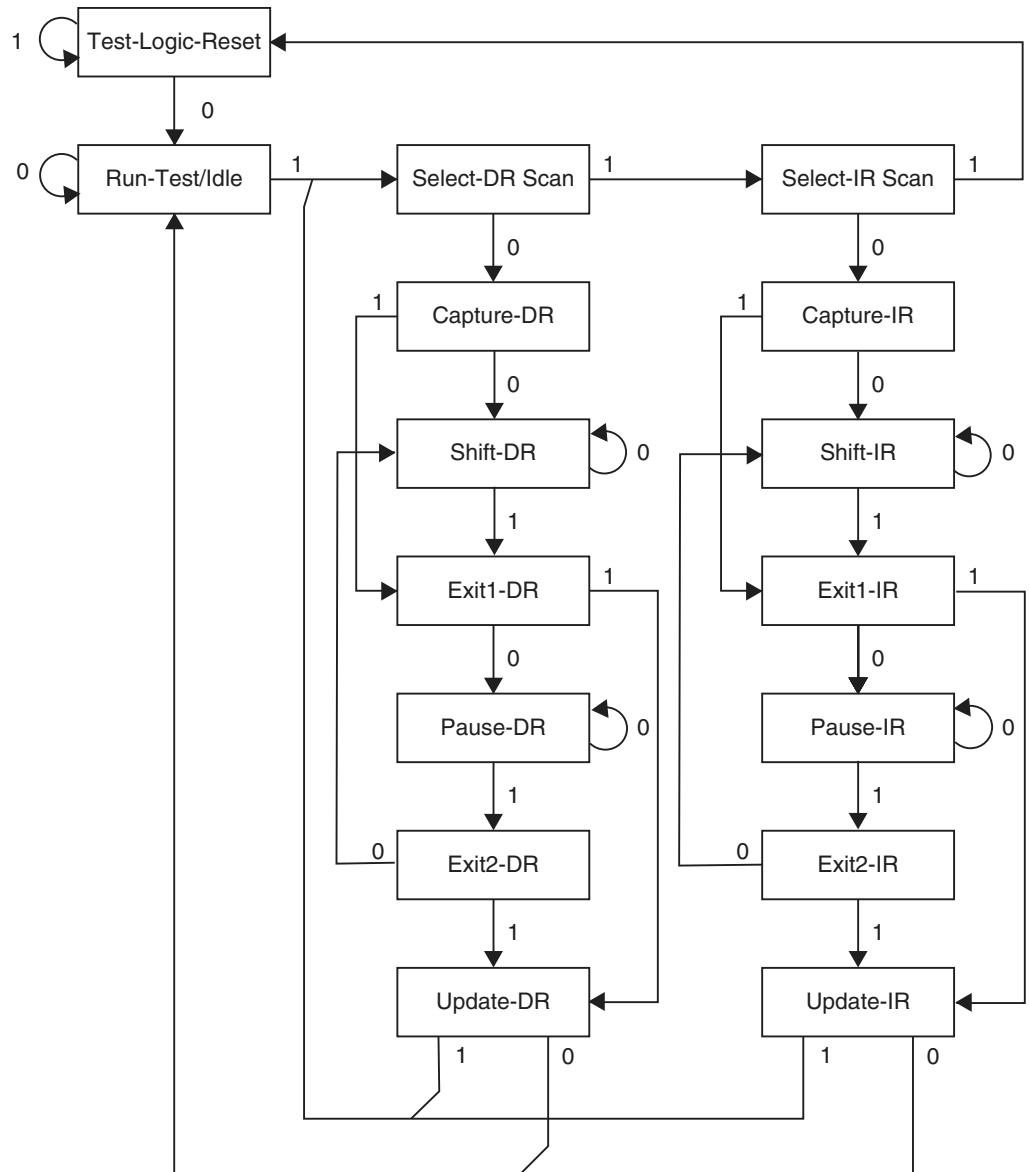 1 Test-Logic-Reset
0
0 Run-Test/Idle 1 Select-DR Scan 1 Select-IR Scan 1
0 0
1 Capture-DR 1 Capture-IR
0 0
Shift-DR 0 Shift-IR 0
1 1
Exit1-DR 1 Exit1-IR 1
0 0
Pause-DR 0 Pause-IR 0
1 1
0 Exit2-DR 0 Exit2-IR
1 1
Update-DR Update-IR
1 0 1 0